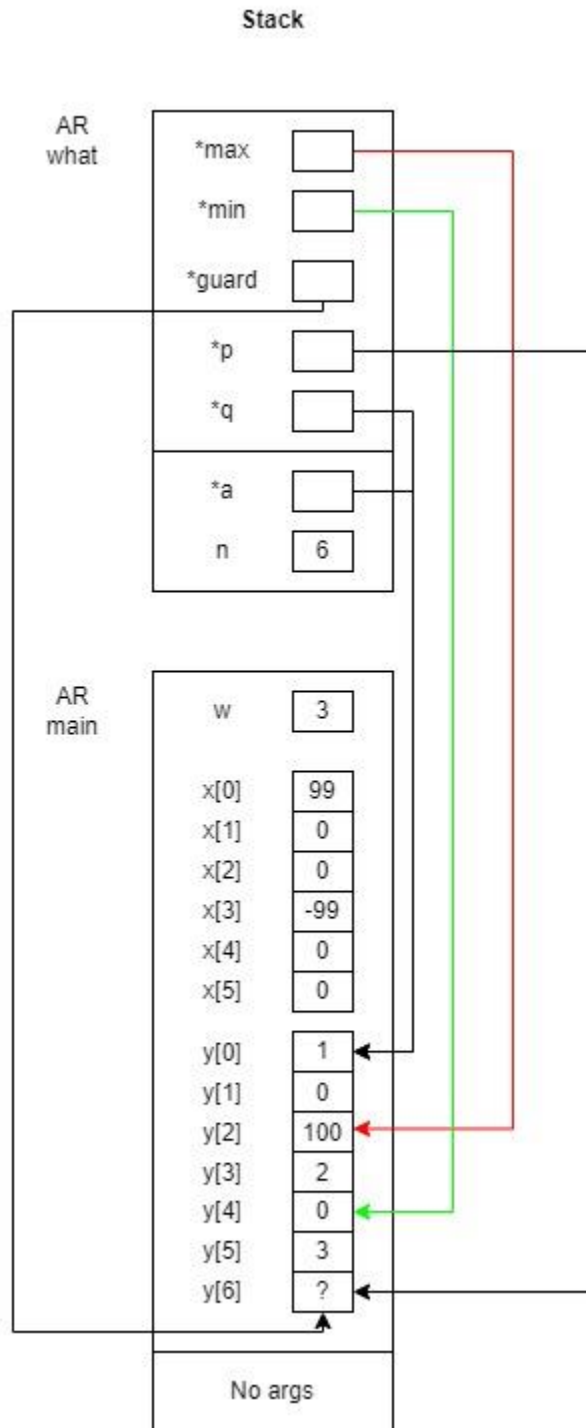 Stack
AR
what
*max
*min
*guard
*p
*q
*a
n 6
AR
main
w 3
x[0] 99
x[1] 0
x[2] 0
x[3] -99
x[4] 0
x[5] 0
y[0] 1
y[1] 0
y[2] 100
y[3] 2
y[4] 0
y[5] 3
y[6] ?
No args